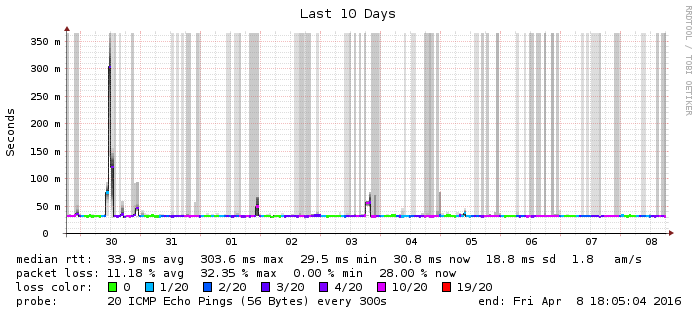 Last 10 Days
RRDTOOL / TOBI OETIKER
Seconds
350 m
300 m
250 m
200 m
150 m
100 m
50 m
0
30 31 01 02 03 04 05 06 07 08
median rtt: 33.9 ms avg 303.6 ms max 29.5 ms min 30.8 ms now 18.8 ms sd 1.8 am/s
packet loss: 11.18 % avg 32.35 % max 0.00 % min 28.00 % now
loss color: 0 1/20 2/20 3/20 4/20 10/20 19/20
probe: 20 ICMP Echo Pings (56 Bytes) every 300s end: Fri Apr 8 18:05:04 2016